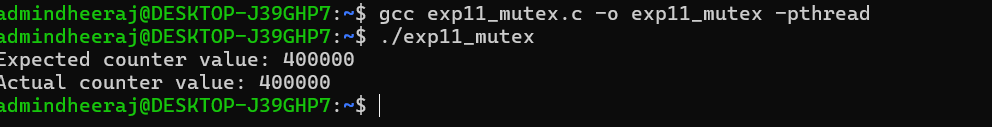 admindheeraj@DESKTOP-J39GHP7:~$ gcc exp11_mutex.c -o exp11_mutex -pthread
admindheeraj@DESKTOP-J39GHP7:~$ ./exp11_mutex
Expected counter value: 400000
Actual counter value: 400000
admindheeraj@DESKTOP-J39GHP7:~$